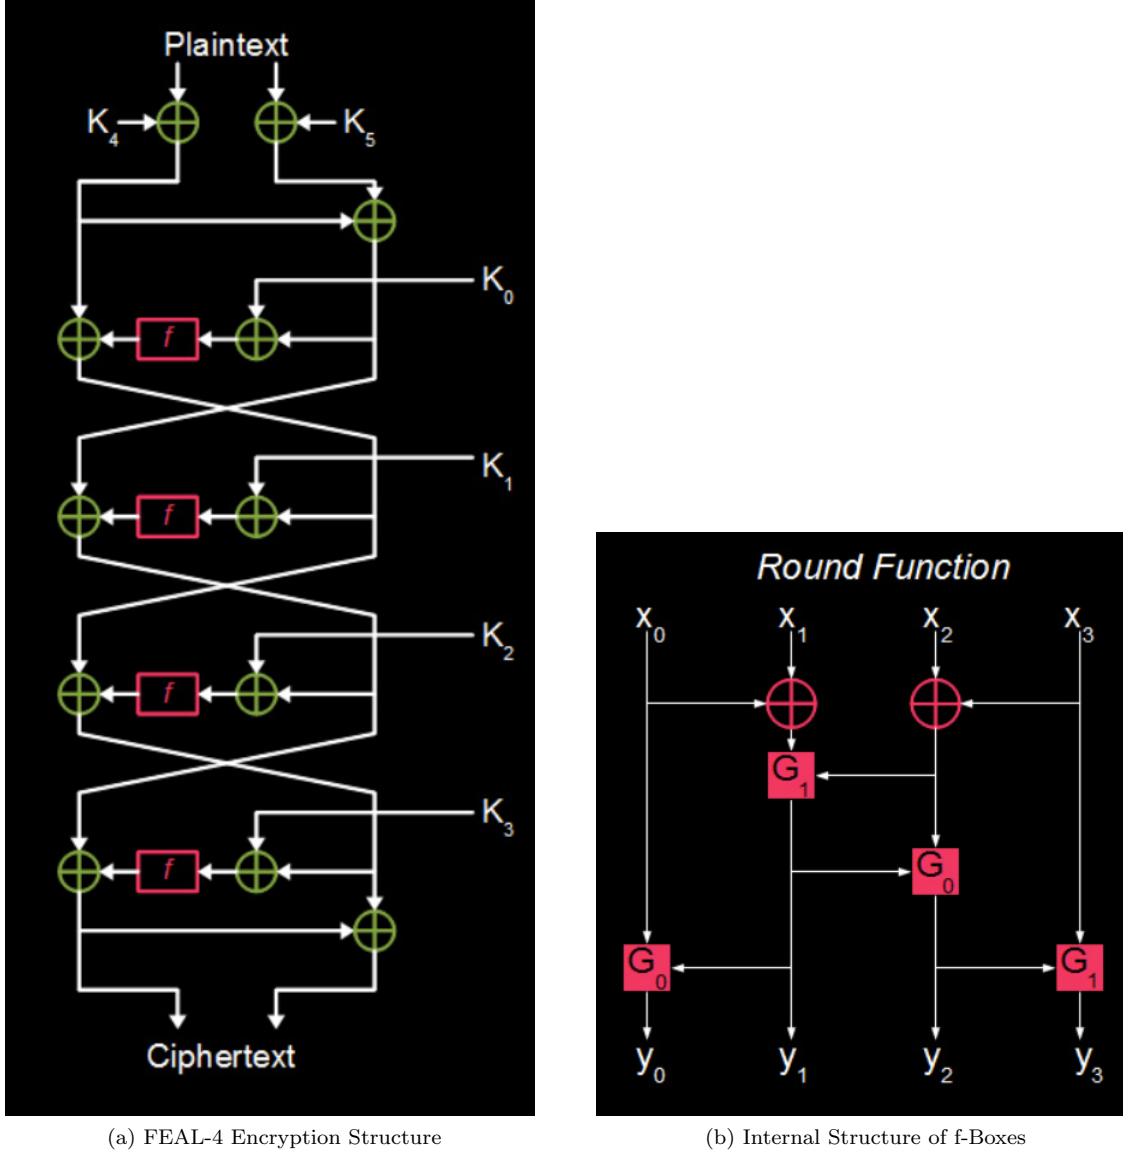 Plaintext
K4
K5
K0
f
K1
f
K2
f
K3
f
Ciphertext
(a) FEAL-4 Encryption Structure
Round Function
x0 x1 x2 x3
G1
G0
G0 G1
y0 y1 y2 y3
(b) Internal Structure of f-Boxes